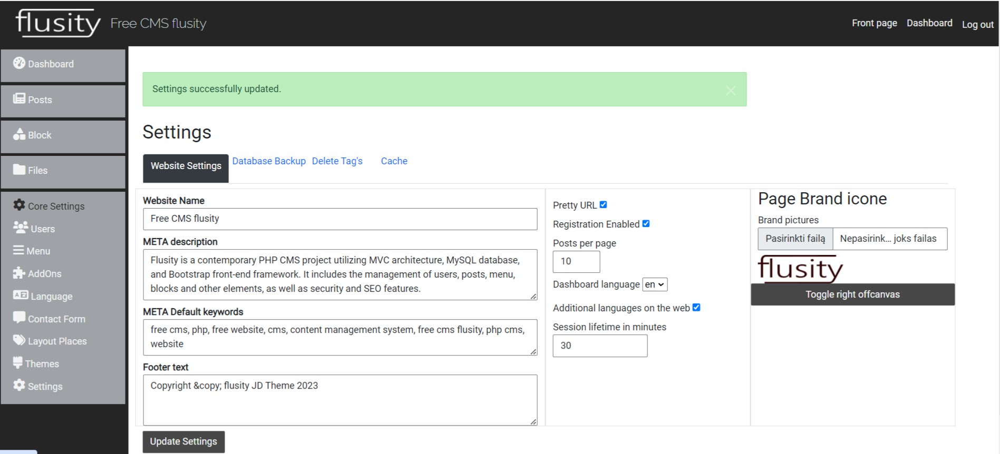 flusity Free CMS flusity
Front page Dashboard Log out
Dashboard
Posts
Block
Files
Core Settings
Users
Menu
AddOns
Language
Contact Form
Layout Places
Themes
Settings
Settings successfully updated.
Settings
Website Settings Database Backup Delete Tag's Cache
Website Name
Free CMS flusity
META description
Flusity is a contemporary PHP CMS project utilizing MVC architecture, MySQL database,
and Bootstrap front-end framework. It includes the management of users, posts, menu,
blocks and other elements, as well as security and SEO features.
META Default keywords
free cms, php, free website, cms, content management system, free cms flusity, php cms,
website
Footer text
Copyright &copy; flusity JD Theme 2023
Update Settings
Pretty URL
Registration Enabled
Posts per page
10
Dashboard language en
Additional languages on the web
Session lifetime in minutes
30
Page Brand icone
Brand pictures
Pasirinkti failą Nepasirink... joks failas
flusity
Toggle right offcanvas